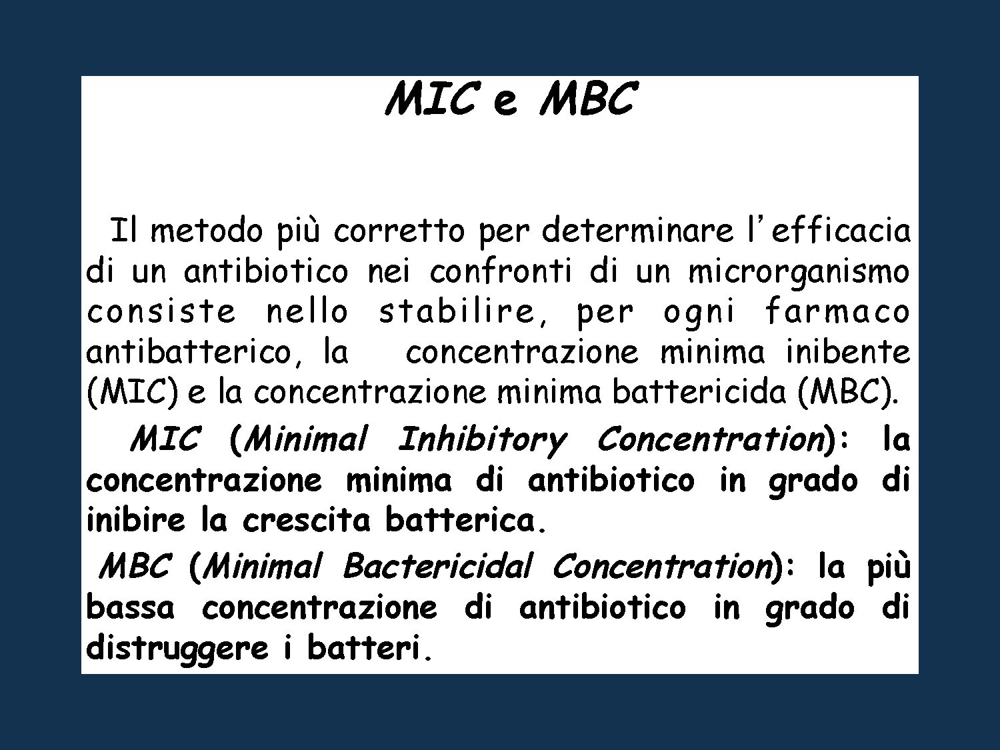 MIC e MBC
Il metodo più corretto per determinare l’efficacia
di un antibiotico nei confronti di un microrganismo
consiste nello stabilire, per ogni farmaco
antibatterico, la concentrazione minima inibente
(MIC) e la concentrazione minima battericida (MBC).
MIC (Minimal Inhibitory Concentration): la
concentrazione minima di antibiotico in grado di
inibire la crescita batterica.
MBC (Minimal Bactericidal Concentration): la più
bassa concentrazione di antibiotico in grado di
distruggere i batteri.